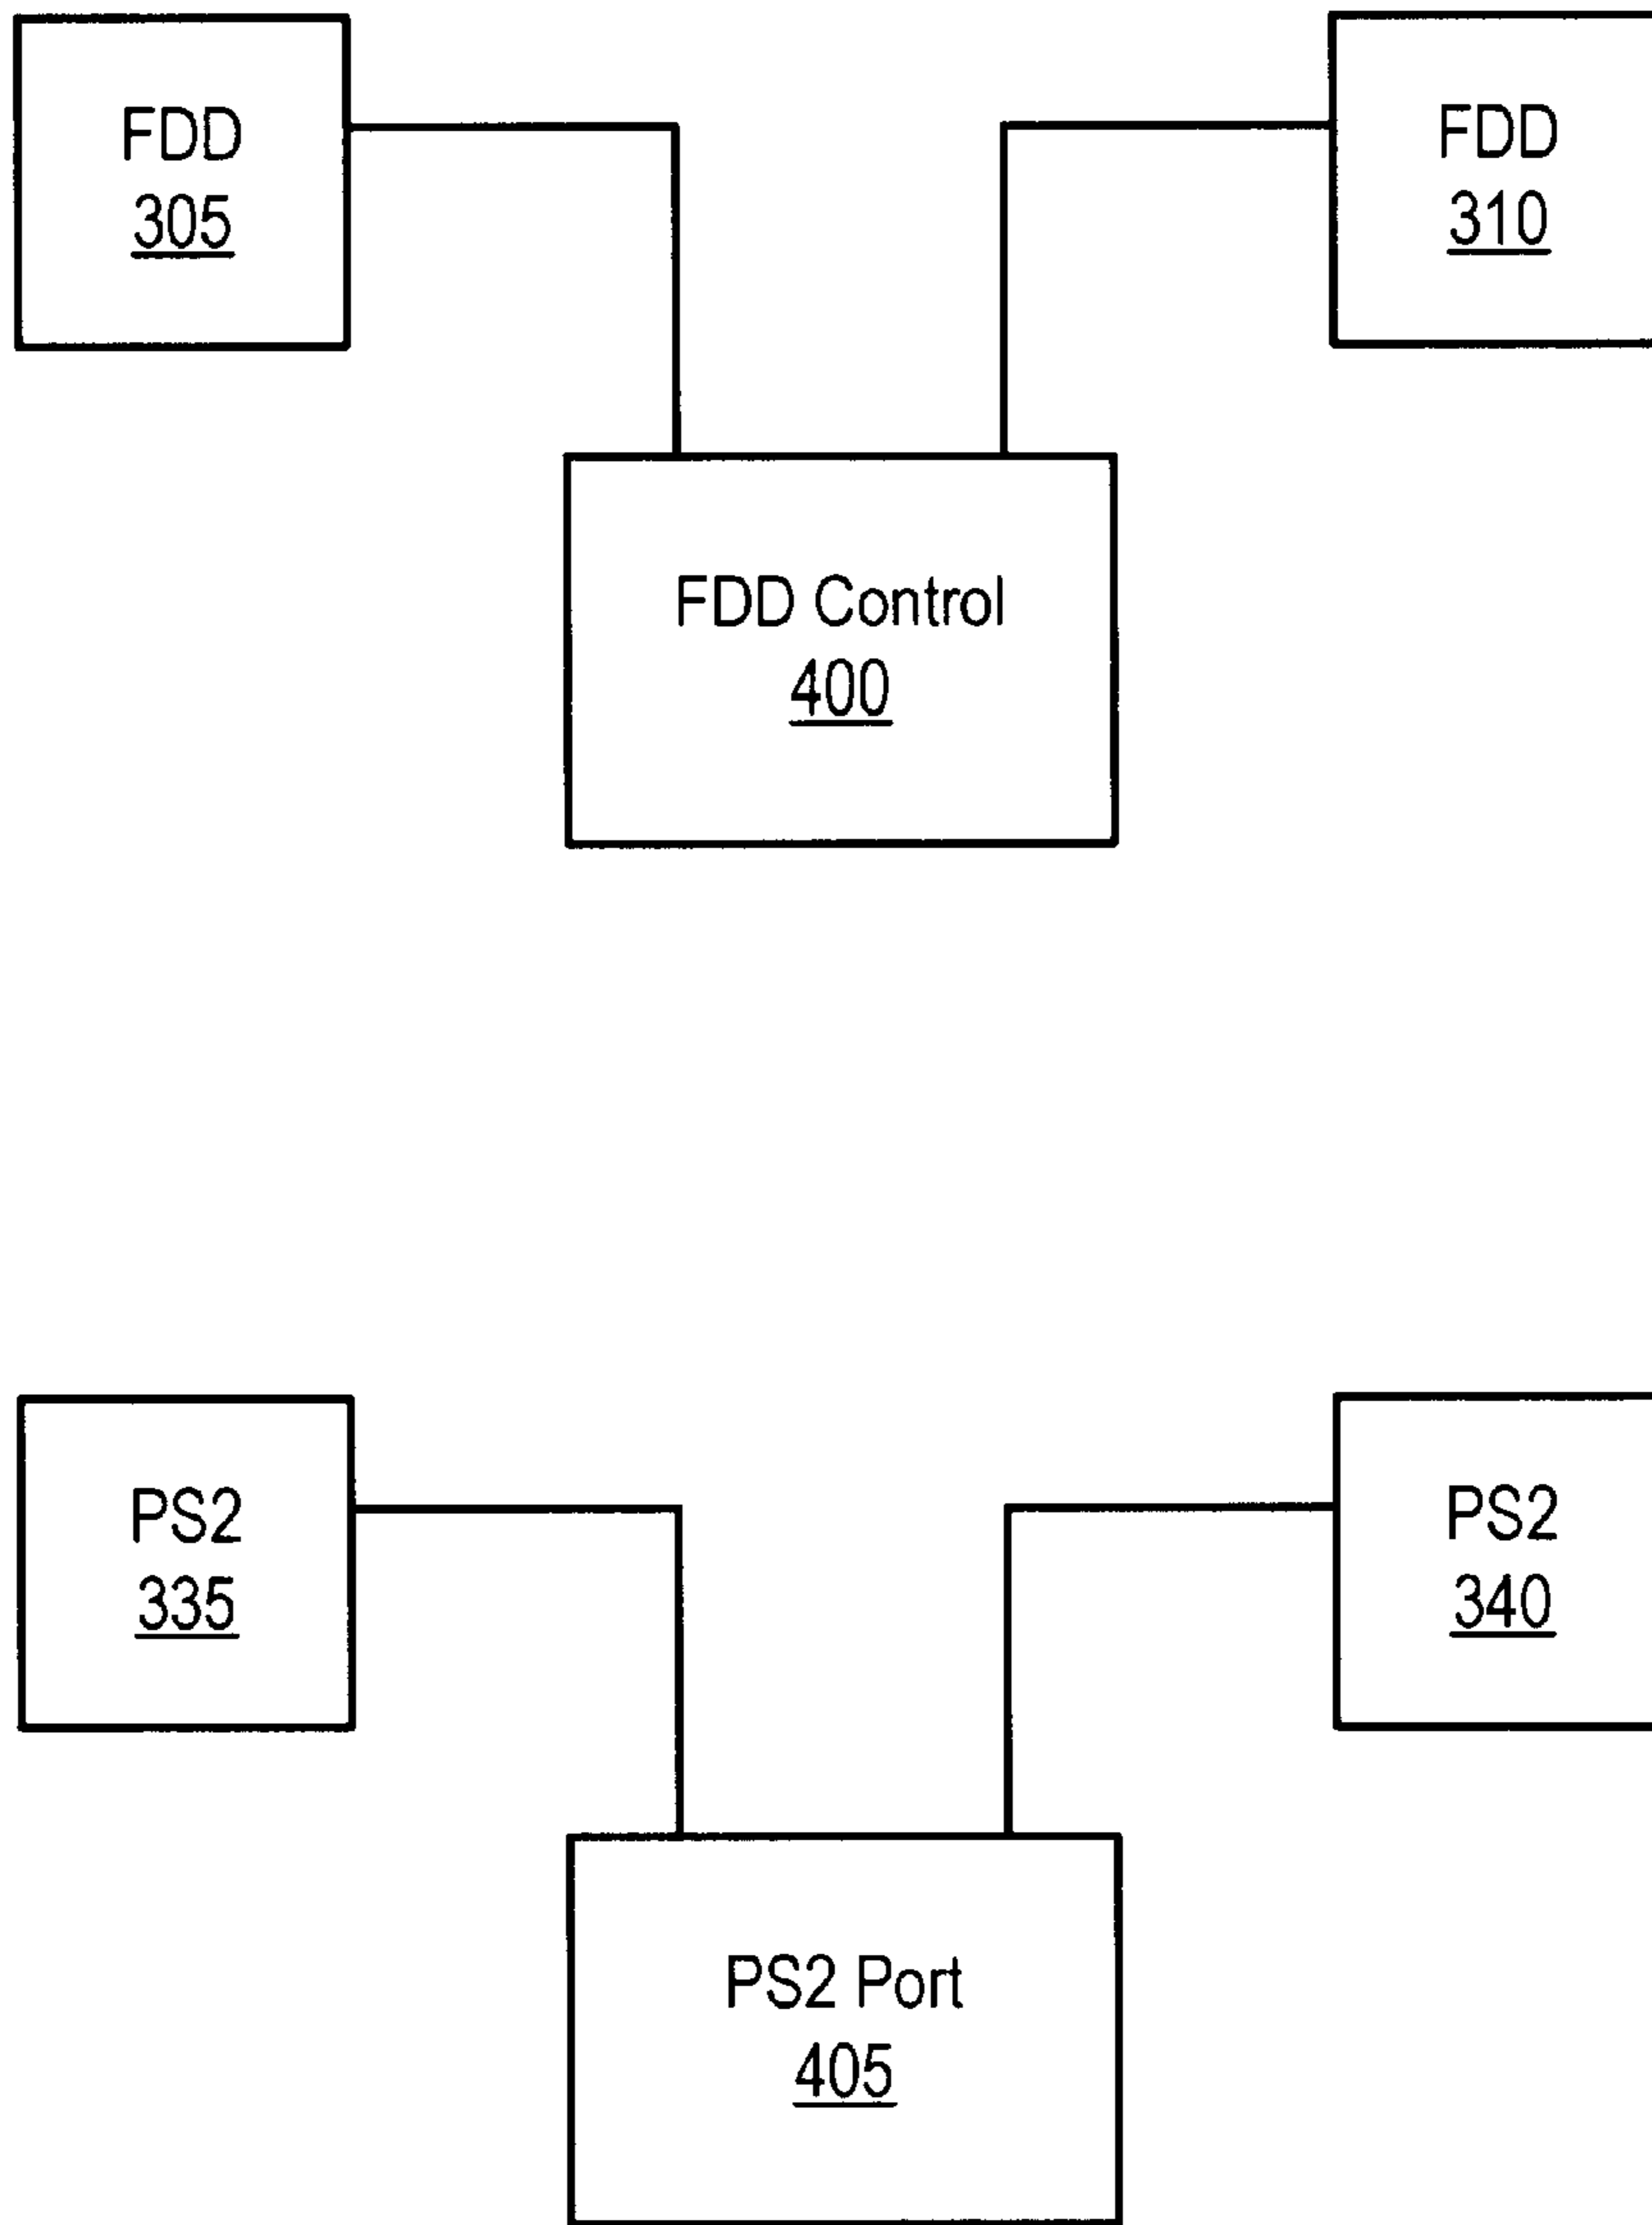 FDD
305
FDD
310
FDD Control
400
PS2
335
PS2
340
PS2 Port
405